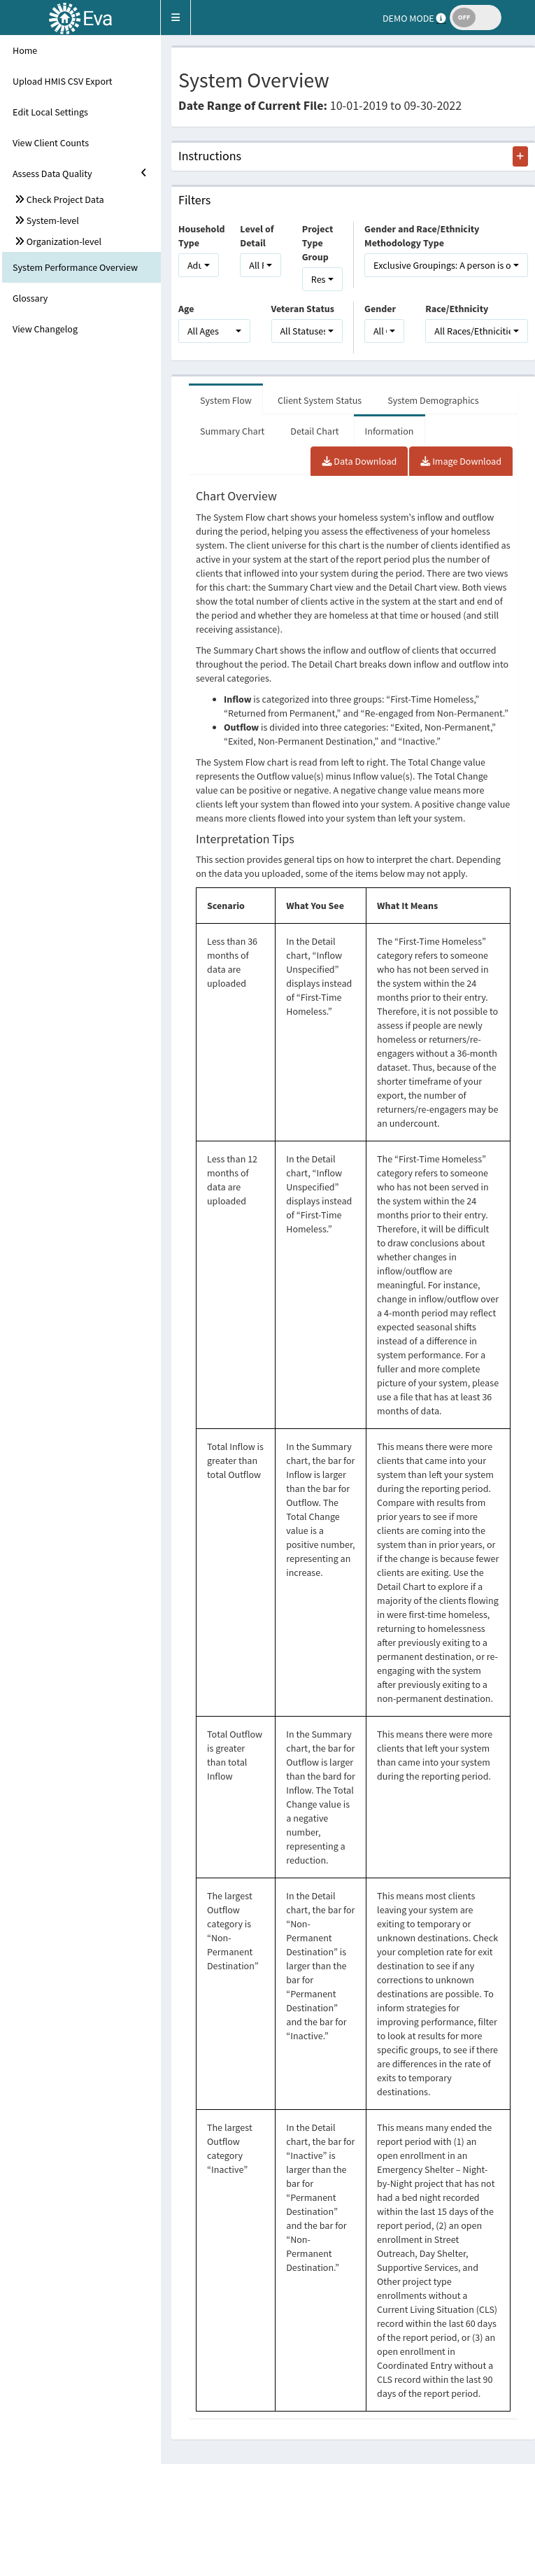 Eva
DEMO MODE
OFF
Home
Upload HMIS CSV Export
Edit Local Settings
View Client Counts
Assess Data Quality
Check Project Data
System-level
Organization-level
System Performance Overview
Glossary
View Changelog
System Overview
Date Range of Current File: 10-01-2019 to 09-30-2022
Instructions
Filters
Household
Type
Level of
Detail
Project
Type
Group
Gender and Race/Ethnicity
Methodology Type
Exclusive Groupings: A person is o
Res
Age
Veteran Status
Gender
Race/Ethnicity
All Ages
All Statuses
All
All Races/Ethnicitie
System Flow
Client System Status
System Demographics
Summary Chart
Detail Chart
Information
Data Download
Image Download
Chart Overview
The System Flow chart shows your homeless system's inflow and outflow
during the period, helping you assess the effectiveness of your homeless
system. The client universe for this chart is the number of clients identified as
active in your system at the start of the report period plus the number of
clients that inflowed into your system during the period. There are two views
for this chart: the Summary Chart view and the Detail Chart view. Both views
show the total number of clients active in the system at the start and end of
the period and whether they are homeless at that time or housed (and still
receiving assistance).
The Summary Chart shows the inflow and outflow of clients that occurred
throughout the period. The Detail Chart breaks down inflow and outflow into
several categories.
• Inflow is categorized into three groups: “First-Time Homeless,”
“Returned from Permanent,” and “Re-engaged from Non-Permanent.”
• Outflow is divided into three categories: “Exited, Non-Permanent,”
“Exited, Non-Permanent Destination,” and “Inactive.”
The System Flow chart is read from left to right. The Total Change value
represents the Outflow value(s) minus Inflow value(s). The Total Change
value can be positive or negative. A negative change value means more
clients left your system than flowed into your system. A positive change value
means more clients flowed into your system than left your system.
Interpretation Tips
This section provides general tips on how to interpret the chart. Depending
on the data you uploaded, some of the items below may not apply.
Scenario
What You See
What It Means
Less than 36
months of
data are
uploaded
In the Detail
chart, “Inflow
Unspecified”
displays instead
of “First-Time
Homeless.”
The “First-Time Homeless”
category refers to someone
who has not been served in
the system within the 24
months prior to their entry.
Therefore, it is not possible to
assess if people are newly
homeless or returners/re-
engagers without a 36-month
dataset. Thus, because of the
shorter timeframe of your
export, the number of
returners/re-engagers may be
an undercount.
Less than 12
months of
data are
uploaded
In the Detail
chart, “Inflow
Unspecified”
displays instead
of “First-Time
Homeless.”
The “First-Time Homeless”
category refers to someone
who has not been served in
the system within the 24
months prior to their entry.
Therefore, it will be difficult
to draw conclusions about
whether changes in
inflow/outflow are
meaningful. For instance,
change in inflow/outflow over
a 4-month period may reflect
expected seasonal shifts
instead of a difference in
system performance. For a
fuller and more complete
picture of your system, please
use a file that has at least 36
months of data.
Total Inflow is
greater than
total Outflow
In the Summary
chart, the bar for
Inflow is larger
than the bar for
Outflow. The
Total Change
value is a
positive number,
representing an
increase.
This means there were more
clients that came into your
system than left your system
during the reporting period.
Compare with results from
prior years to see if more
clients are coming into the
system than in prior years, or
if the change is because fewer
clients are exiting. Use the
Detail Chart to explore if a
majority of the clients flowing
in were first-time homeless,
returning to homelessness
after previously exiting to a
permanent destination, or re-
engaging with the system
after previously exiting to a
non-permanent destination.
Total Outflow
is greater
than total
Inflow
In the Summary
chart, the bar for
Outflow is larger
than the bard for
Inflow. The Total
Change value is
a negative
number,
representing a
reduction.
This means there were more
clients that left your system
than came into your system
during the reporting period.
The largest
Outflow
category is
“Non-
Permanent
Destination”
In the Detail
chart, the bar for
“Non-
Permanent
Destination” is
larger than the
bar for
“Permanent
Destination”
and the bar for
“Inactive.”
This means most clients
leaving your system are
exiting to temporary or
unknown destinations. Check
your completion rate for exit
destination to see if any
corrections to unknown
destinations are possible. To
inform strategies for
improving performance, filter
to look at results for more
specific groups, to see if there
are differences in the rate of
exits to temporary
destinations.
The largest
Outflow
category
“Inactive”
In the Detail
chart, the bar for
“Inactive” is
larger than the
bar for
“Permanent
Destination”
and the bar for
“Non-
Permanent
Destination.”
This means many ended the
report period with (1) an
open enrollment in an
Emergency Shelter – Night-
by-Night project that has not
had a bed night recorded
within the last 15 days of the
report period, (2) an open
enrollment in Street
Outreach, Day Shelter,
Supportive Services, and
Other project type
enrollments without a
Current Living Situation (CLS)
record within the last 60 days
of the report period, or (3) an
open enrollment in
Coordinated Entry without a
CLS record within the last 90
days of the report period.